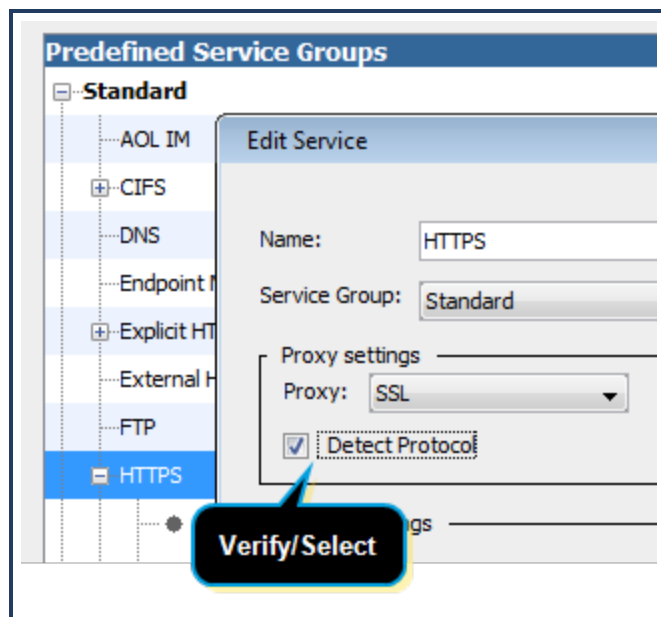 Predefined Service Groups
Standard
AOL IM
CIFS
DNS
Endpoint
Explicit HT
External
FTP
HTTPS
Edit Service
Name: HTTPS
Service Group: Standard
Proxy settings
Proxy: SSL
Detect Protocol
Verify/Select